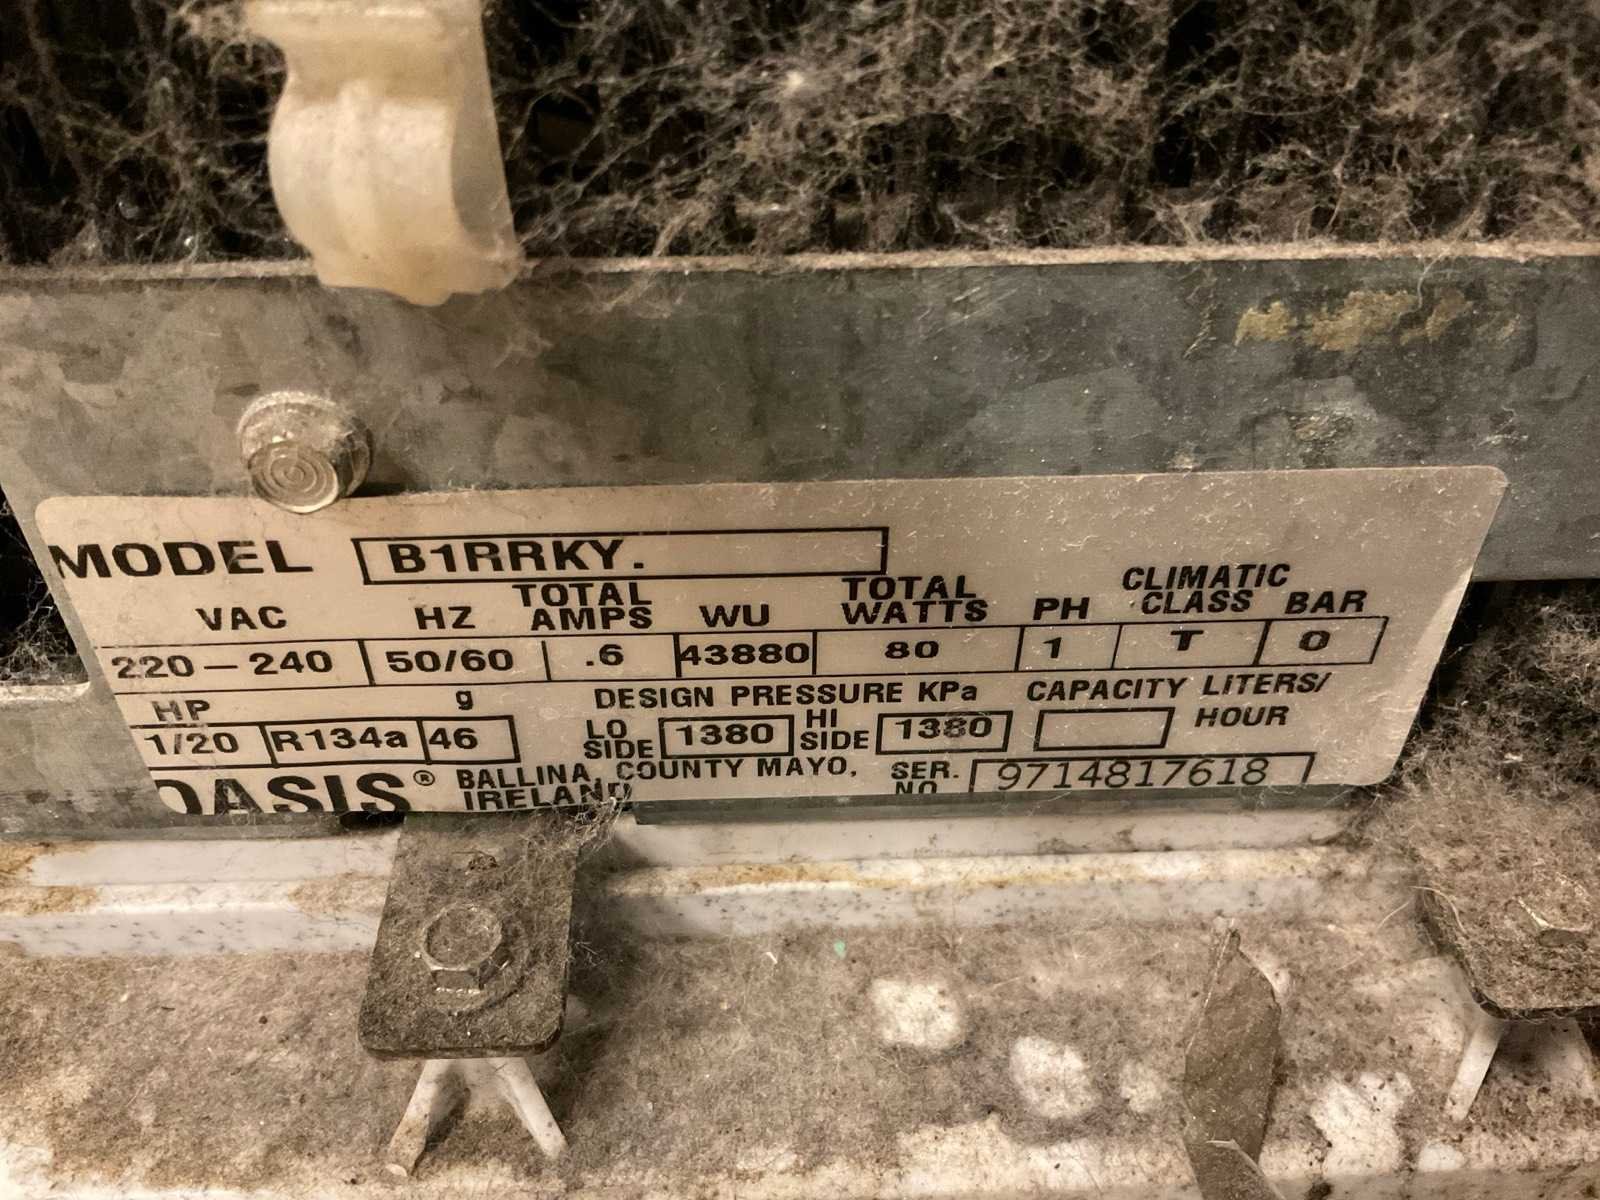 MODEL B1RRKY.
VAC HZ TOTAL AMPS WU TOTAL WATTS PH CLIMATIC CLASS BAR
220-240 50/60 .6 43880 80 1 T 0
HP g DESIGN PRESSURE KPa CAPACITY LITERS/HOUR
1/20 R134a 46 LO SIDE 1380 HI SIDE 1380
OASIS® BALLINA, COUNTY MAYO, IRELAND SER. NO. 9714817618